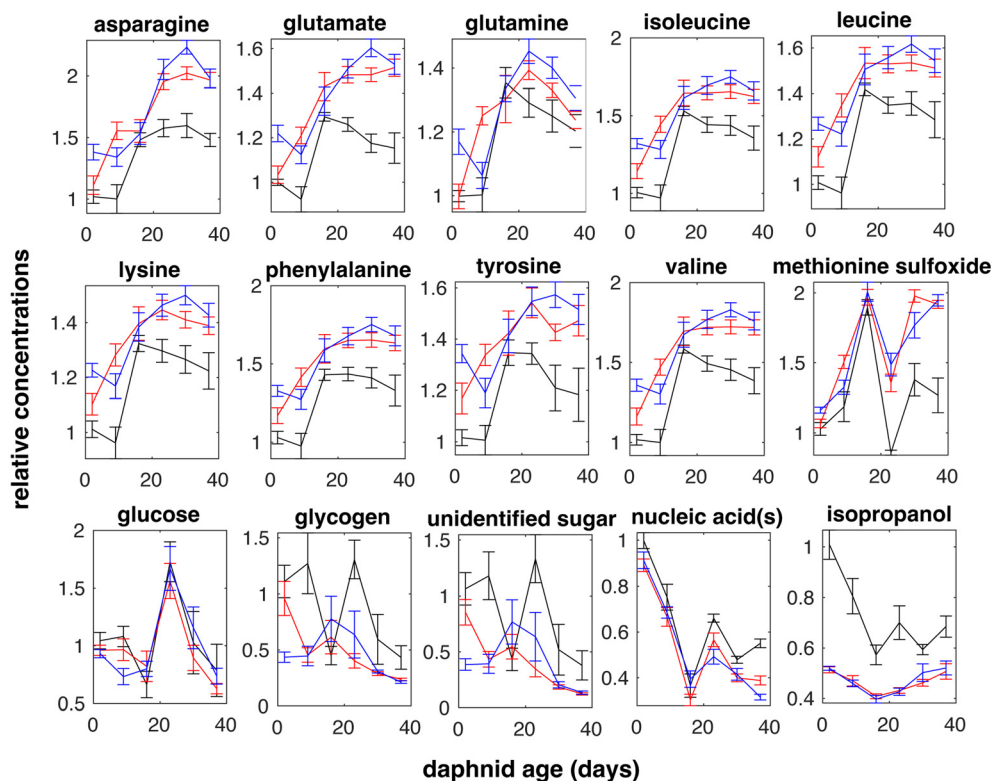 asparagine glutamate glutamine isoleucine leucine
2 1.5 1
1.6 1.4 1.2 1
1.4 1.2 1
2 1.5 1
1.6 1.4 1.2 1
0 20 40 0 20 40 0 20 40 0 20 40 0 20 40
lysine phenylalanine tyrosine valine methionine sulfoxide
1.4 1.2 1
2 1.5 1
1.6 1.4 1.2 1
2 1.5 1
2 1.5 1
0 20 40 0 20 40 0 20 40 0 20 40 0 20 40
glucose glycogen unidentified sugar nucleic acid(s) isopropanol
2 1.5 1 0.5
1.5 1 0.5 0
1.5 1 0.5 0
1 0.8 0.6 0.4
1 0.8 0.6 0.4
0 20 40 0 20 40 0 20 40 0 20 40 0 20 40
relative concentrations
daphnid age (days)